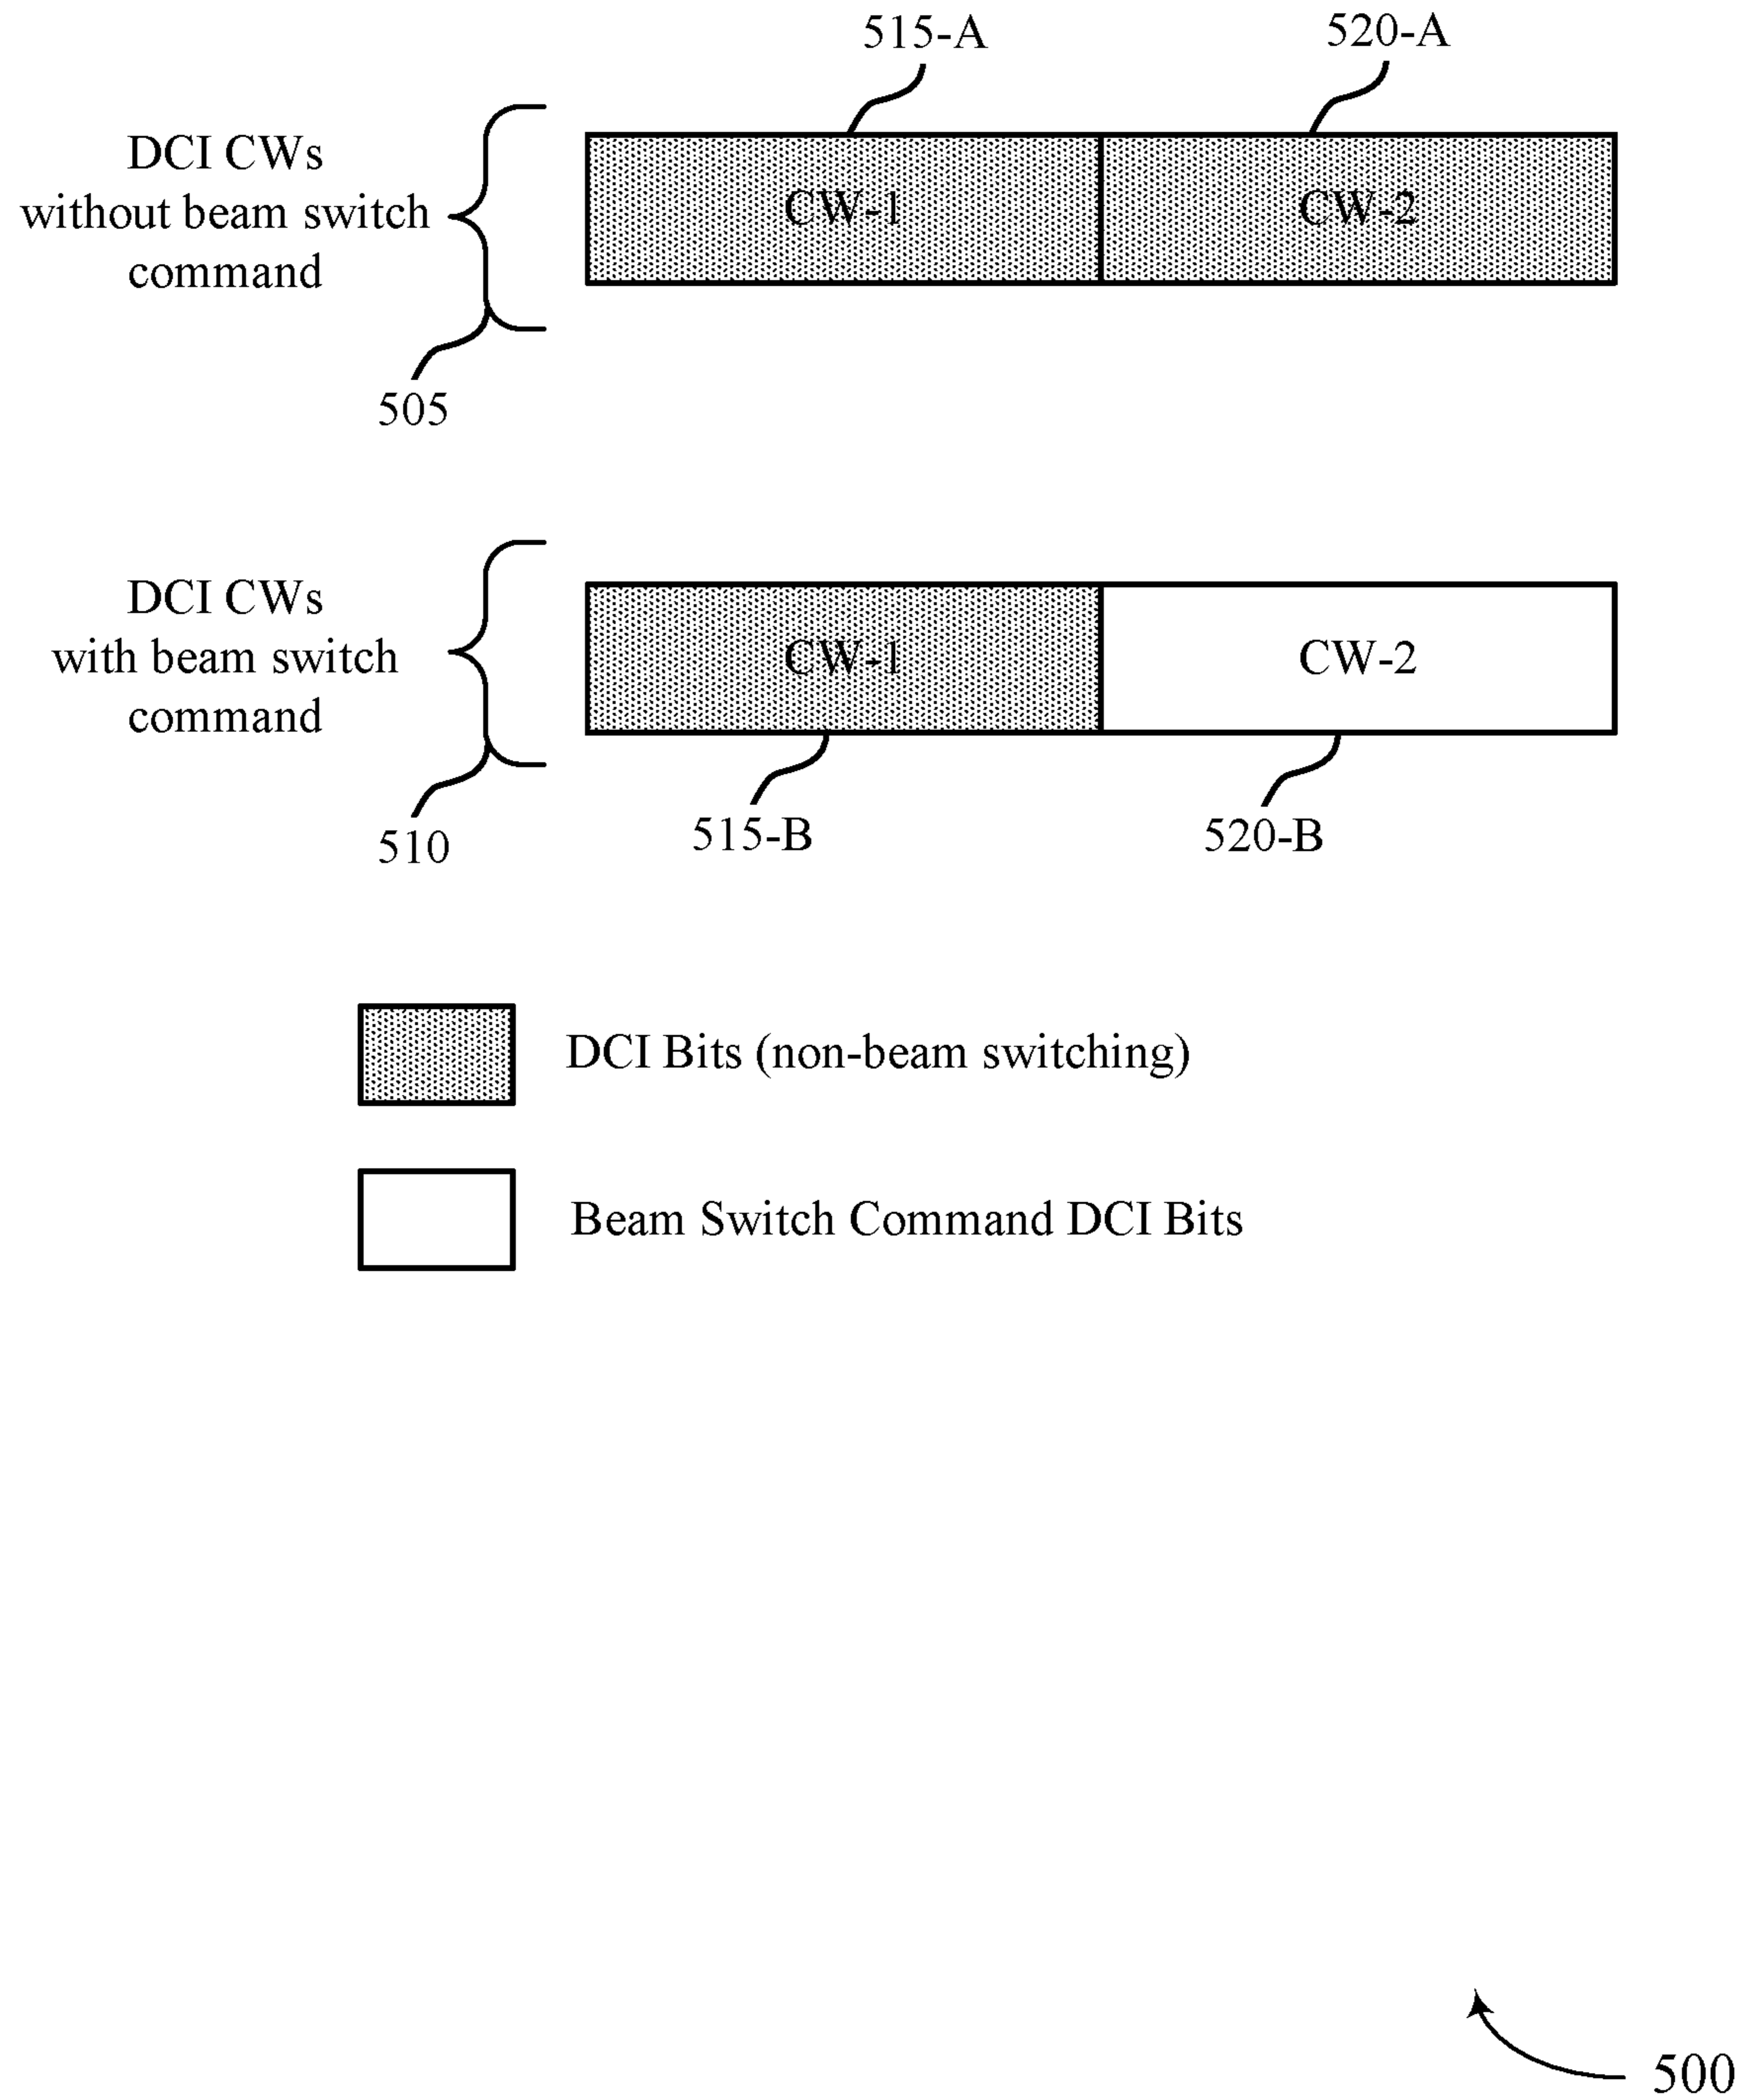 515-A
520-A
DCI CWs
without beam switch
command
CW-1
CW-2
505
DCI CWs
with beam switch
command
CW-1
CW-2
510
515-B
520-B
DCI Bits (non-beam switching)
Beam Switch Command DCI Bits
500